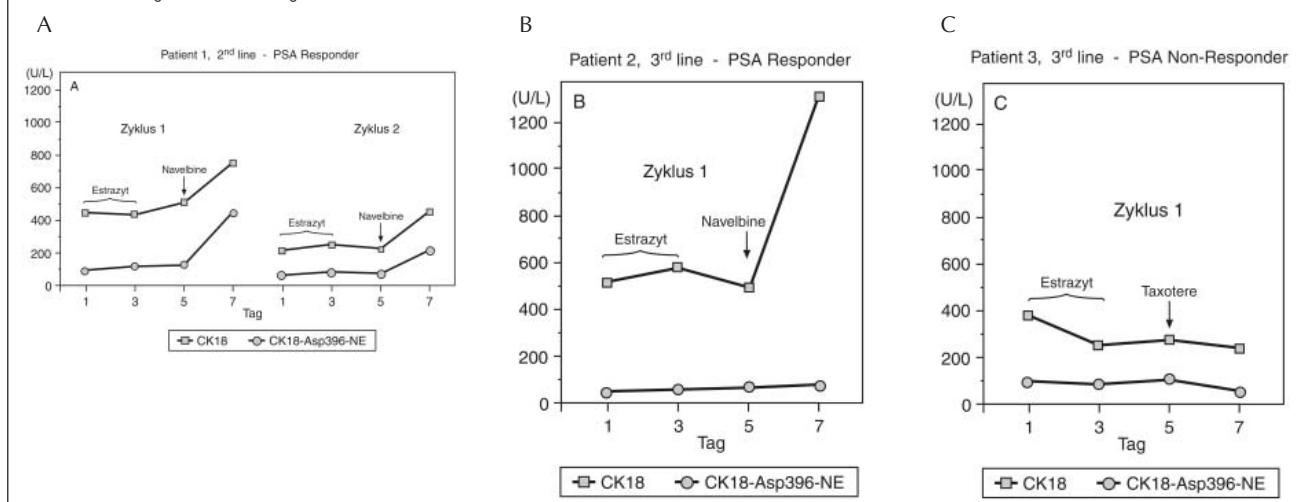 A
Patient 1, 2nd line - PSA Responder
(U/L)
1200
1000
800
600
400
200
0
A
Zyklus 1
Zyklus 2
Navelbine
Estrazyt
Navelbine
Estrazyt
1 3 5 7 1 3 5 7
Tag
CK18 CK18-Asp396-NE
B
Patient 2, 3rd line - PSA Responder
(U/L)
1200
1000
800
600
400
200
0
B
Zyklus 1
Navelbine
Estrazyt
1 3 5 7
Tag
CK18 CK18-Asp396-NE
C
Patient 3, 3rd line - PSA Non-Responder
(U/L)
1200
1000
800
600
400
200
0
C
Zyklus 1
Estrazyt
Taxotere
1 3 5 7
Tag
CK18 CK18-Asp396-NE